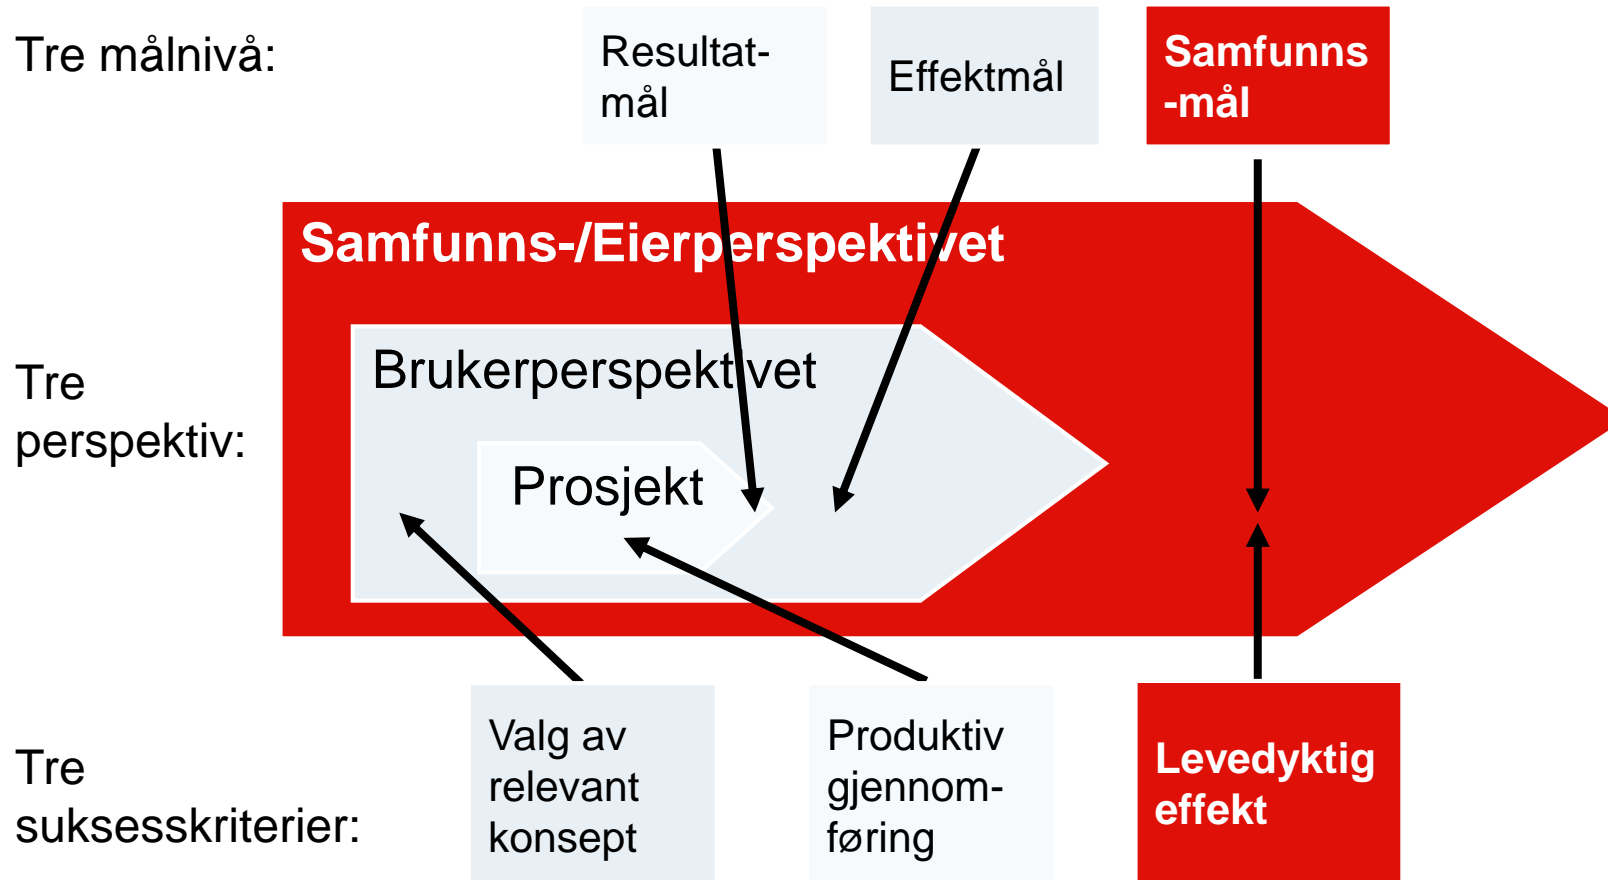 Tre målnivå:
Resultat-
mål
Effektmål
Samfunns
-mål
Samfunns-/Eierperspektivet
Tre
perspektiv:
Brukerperspektivet
Prosjekt
Tre
suksesskriterier:
Valg av
relevant
konsept
Produktiv
gjennom-
føring
Levedyktig
effekt